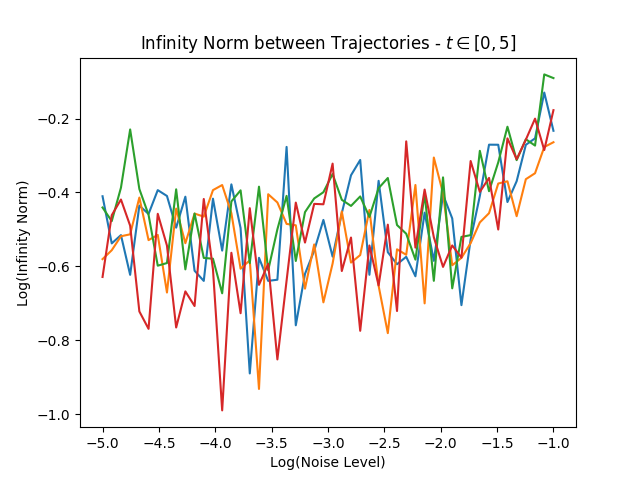 Infinity Norm between Trajectories - t ∈ [0, 5]
Log(Infinity Norm)
−0.2
−0.4
−0.6
−0.8
−1.0
−5.0 −4.5 −4.0 −3.5 −3.0 −2.5 −2.0 −1.5 −1.0
Log(Noise Level)